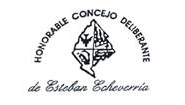 HONORABLE CONCEJO DELIBERANTE
de Esteban Echeverría